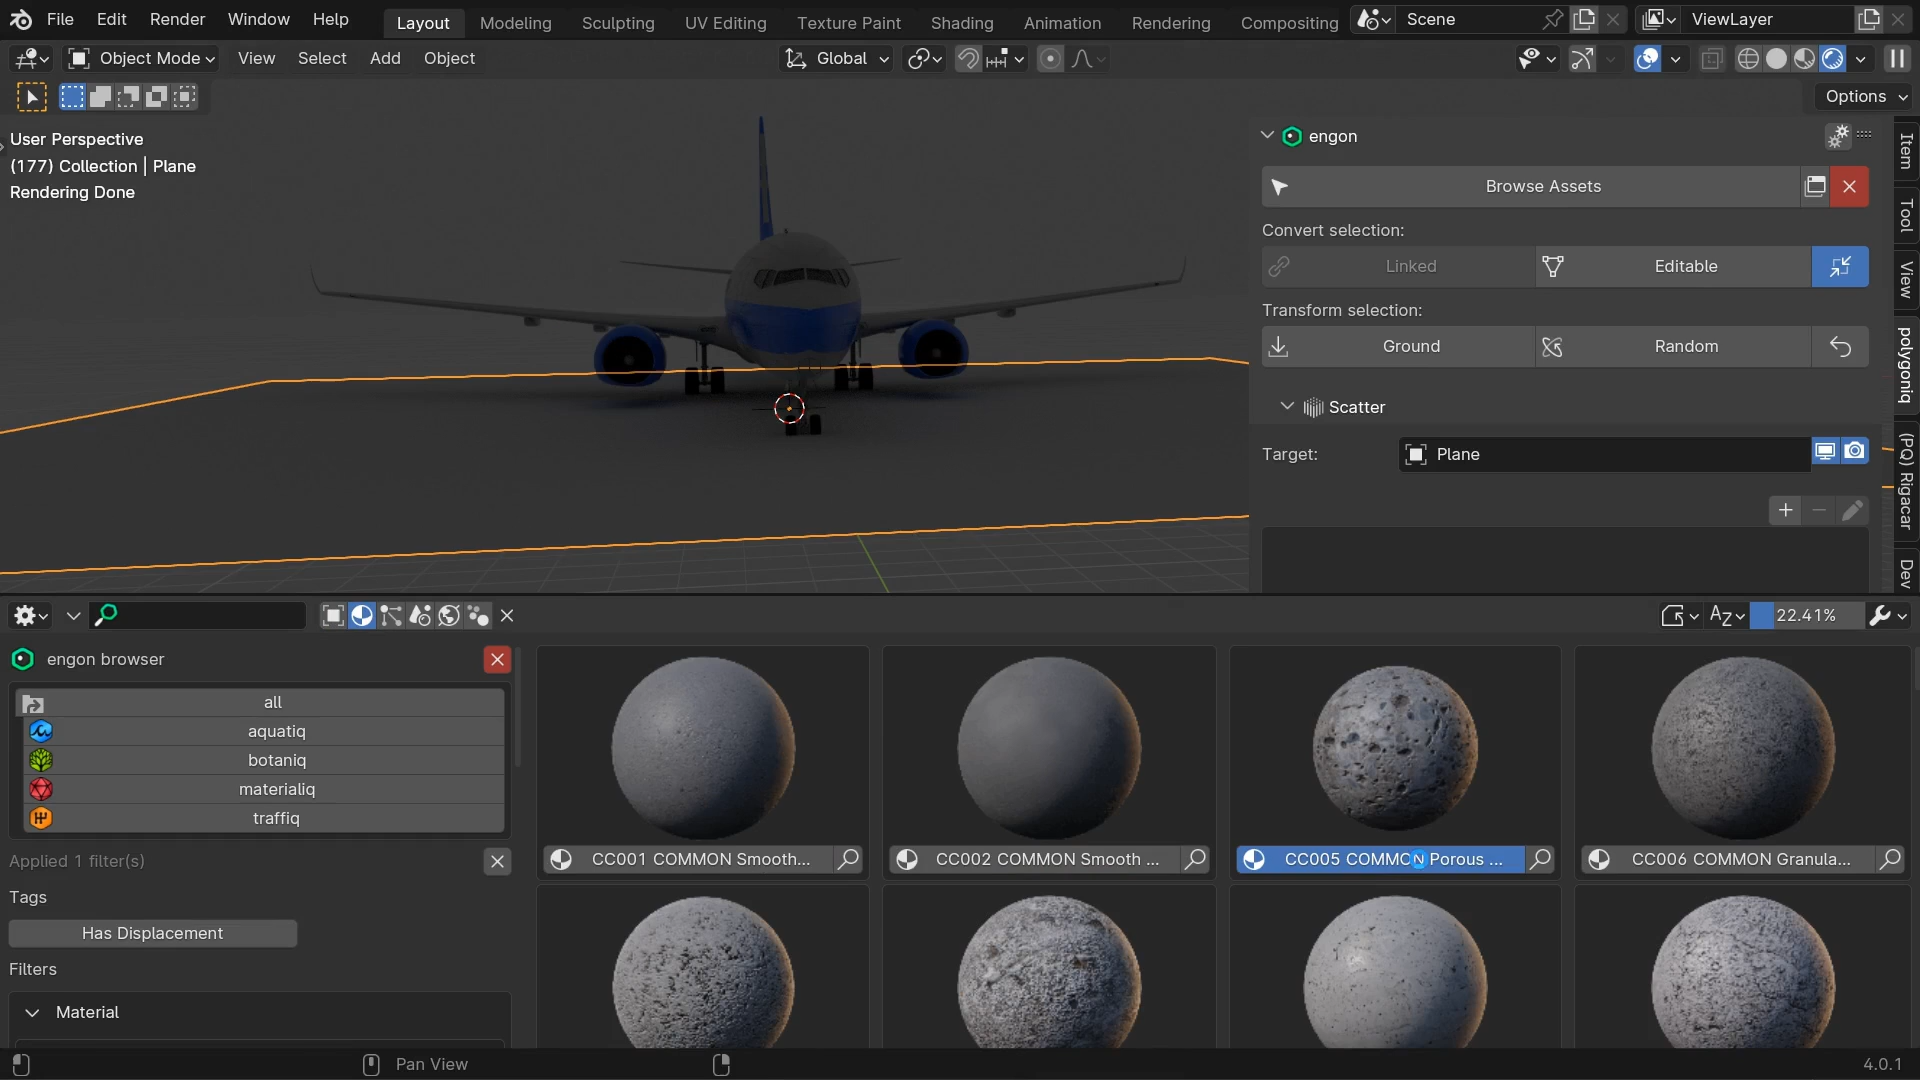 File Edit Render Window Help Layout Modeling Sculpting UV Editing Texture Paint Shading Animation Rendering Compositing Scene ViewLayer
Object Mode View Select Add Object Global
Options
User Perspective
(177) Collection | Plane
Rendering Done
engon
Browse Assets
Convert selection:
Linked Editable
Transform selection:
Ground Random
Scatter
Target: Plane
Item
Tool
View
polygoniq
(PQ) Rigacar
Dev
22.41%
engon browser
all
aquatiq
botaniq
materialiq
traffiq
Applied 1 filter(s)
Tags
Has Displacement
Filters
Material
CC001 COMMON Smooth... CC002 COMMON Smooth ... CC005 COMMON Porous ... CC006 COMMON Granula...
Pan View 4.0.1